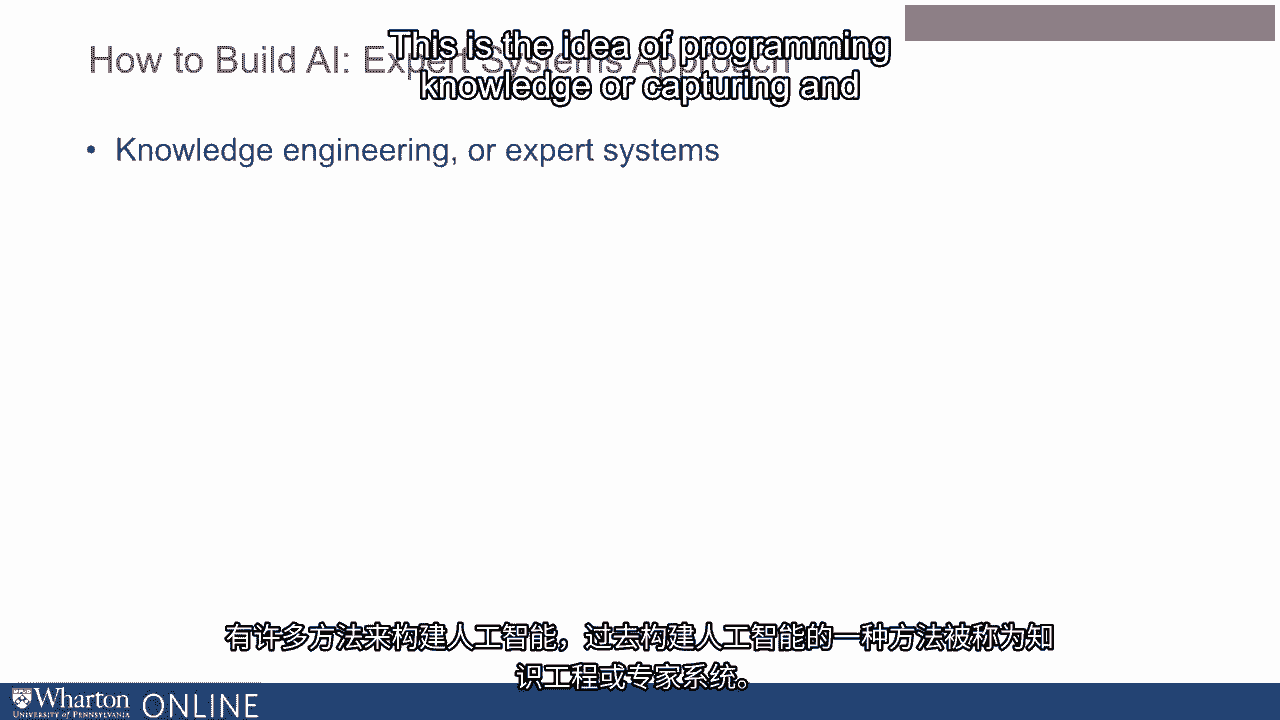 This is the idea of programming
How to Build AI: Expert Systems Approach
knowledge or capturing and
• Knowledge engineering, or expert systems
有许多方法来构建人工智能，过去构建人工智能的一种方法被称为知
识工程或专家系统。
Wharton
UNIVERSITY of PENNSYLVANIA
ONLINE